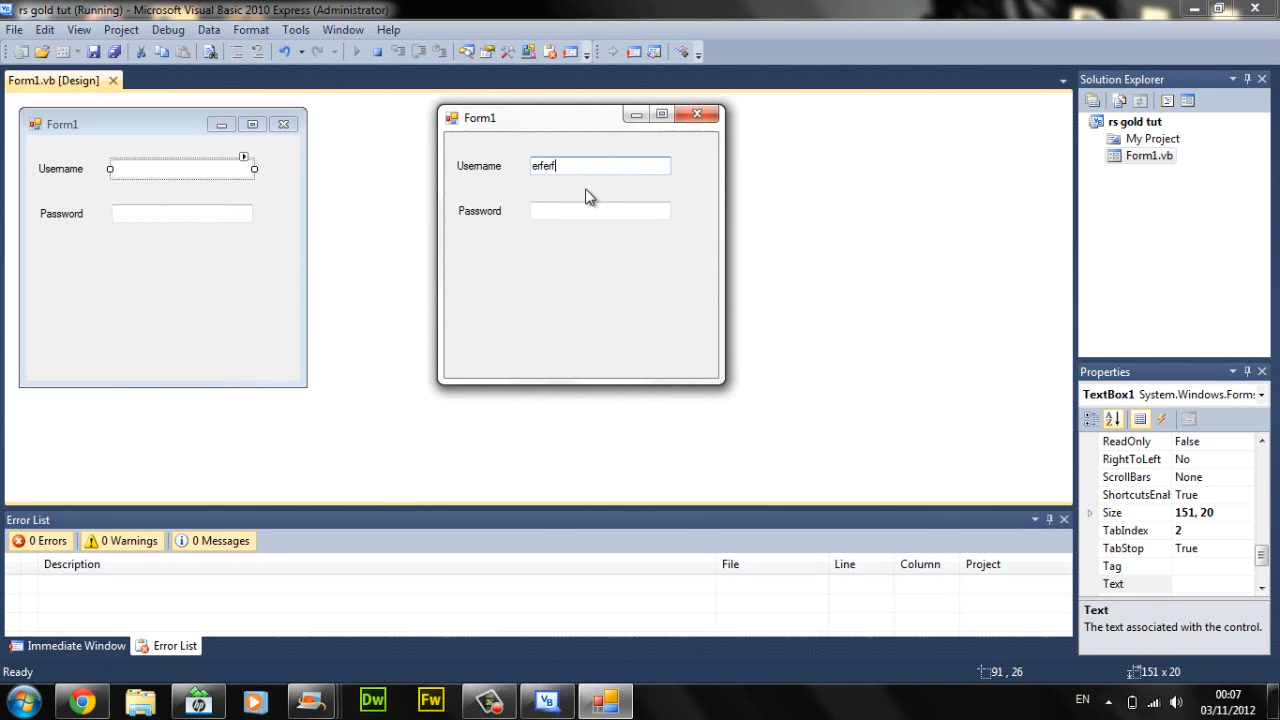 rs gold tut (Running) - Microsoft Visual Basic 2010 Express (Administrator)
File Edit View Project Debug Data Format Tools Window Help
Form1.vb [Design]
Solution Explorer
rs gold tut
My Project
Form1.vb
Form1
Username
Password
Form1
Username erferf
Password
Properties
TextBox1 System.Windows.Forms
ReadOnly False
RightToLeft No
ScrollBars None
ShortcutsEnal True
Size 151, 20
TabIndex 2
TabStop True
Tag
Text
Text
The text associated with the control.
Error List
0 Errors 0 Warnings 0 Messages
Description File Line Column Project
Immediate Window Error List
Ready 91 , 26 151 x 20
hp Dw Fw VB EN 00:07
03/11/2012